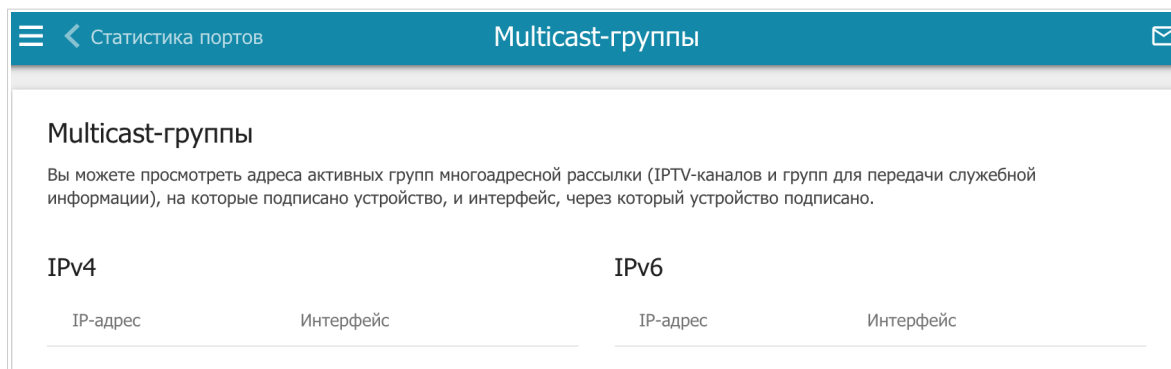 Статистика портов
Multicast-группы
Multicast-группы
Вы можете просмотреть адреса активных групп многоадресной рассылки (IPTV-каналов и групп для передачи служебной
информации), на которые подписано устройство, и интерфейс, через который устройство подписано.
IPv4
IPv6
IP-адрес
Интерфейс
IP-адрес
Интерфейс